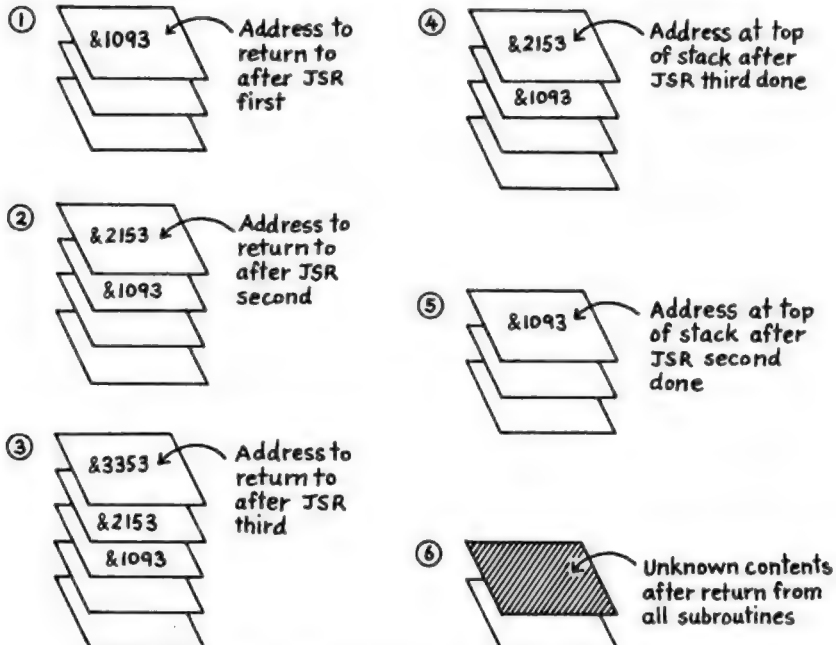 ①
&1093
Address to
return to
after JSR
first
②
&2153
&1093
Address to
return to
after JSR
second
③
&3353
&2153
&1093
Address to
return to
after JSR
third
④
&2153
&1093
Address at top
of stack after
JSR third done
⑤
&1093
Address at top
of stack after
JSR second
done
⑥
Unknown contents
after return from
all subroutines